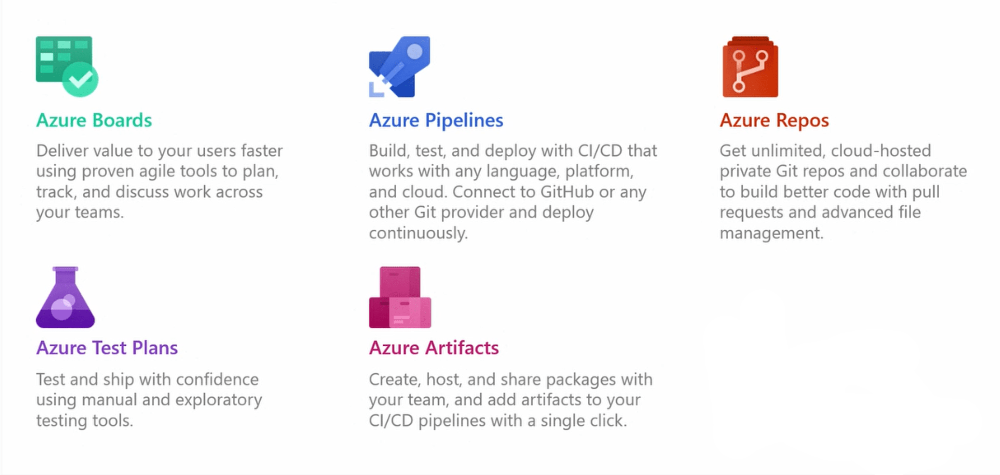 Azure Boards
Deliver value to your users faster
using proven agile tools to plan,
track, and discuss work across
your teams.
Azure Pipelines
Build, test, and deploy with CI/CD that
works with any language, platform,
and cloud. Connect to GitHub or any
other Git provider and deploy
continuously.
Azure Repos
Get unlimited, cloud-hosted
private Git repos and collaborate
to build better code with pull
requests and advanced file
management.
Azure Test Plans
Test and ship with confidence
using manual and exploratory
testing tools.
Azure Artifacts
Create, host, and share packages with
your team, and add artifacts to your
CI/CD pipelines with a single click.